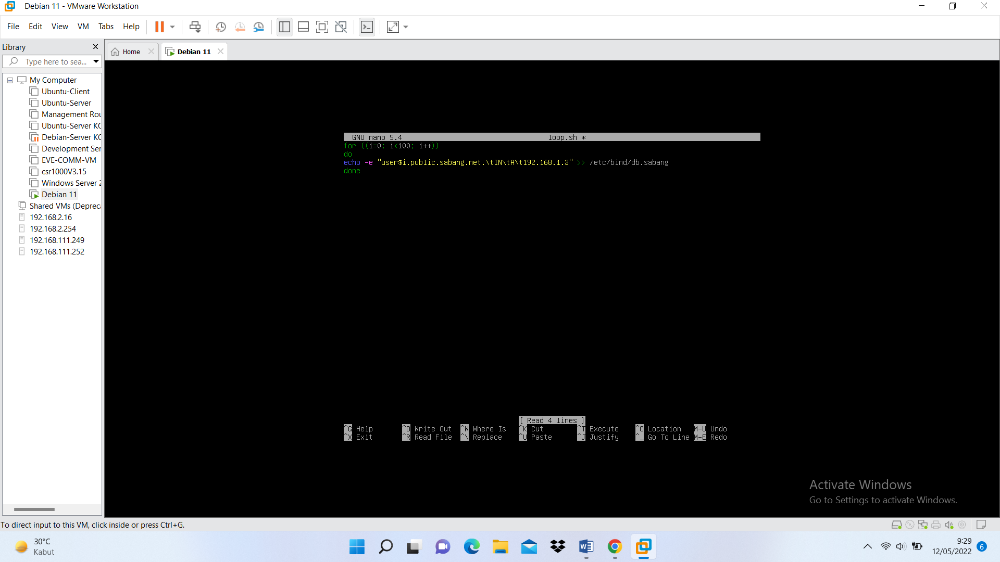 Debian 11 - VMware Workstation
File Edit View VM Tabs Help
Library
Type here to sea...
Home
Debian 11
My Computer
Ubuntu-Client
Ubuntu-Server
Management Rou
Ubuntu-Server KC
Debian-Server KC
Development Ser
EVE-COMM-VM
csr1000V3.15
Windows Server 2
Debian 11
Shared VMs (Depreca
192.168.2.16
192.168.2.254
192.168.111.249
192.168.111.252
GNU nano 5.4 loop.sh *
for ((i=0; i<100; i++))
do
echo -e "user$i.public.sabang.net.\tIN\tA\t192.168.1.3" >> /etc/bind/db.sabang
done
[ Read 4 lines ]
^G Help ^O Write Out ^W Where Is ^K Cut ^T Execute ^C Location M-U Undo
^X Exit ^R Read File ^\ Replace ^U Paste ^J Justify ^_ Go To Line M-E Redo
Activate Windows
Go to Settings to activate Windows.
To direct input to this VM, click inside or press Ctrl+G.
30°C
Kabut
9:29
12/05/2022
6